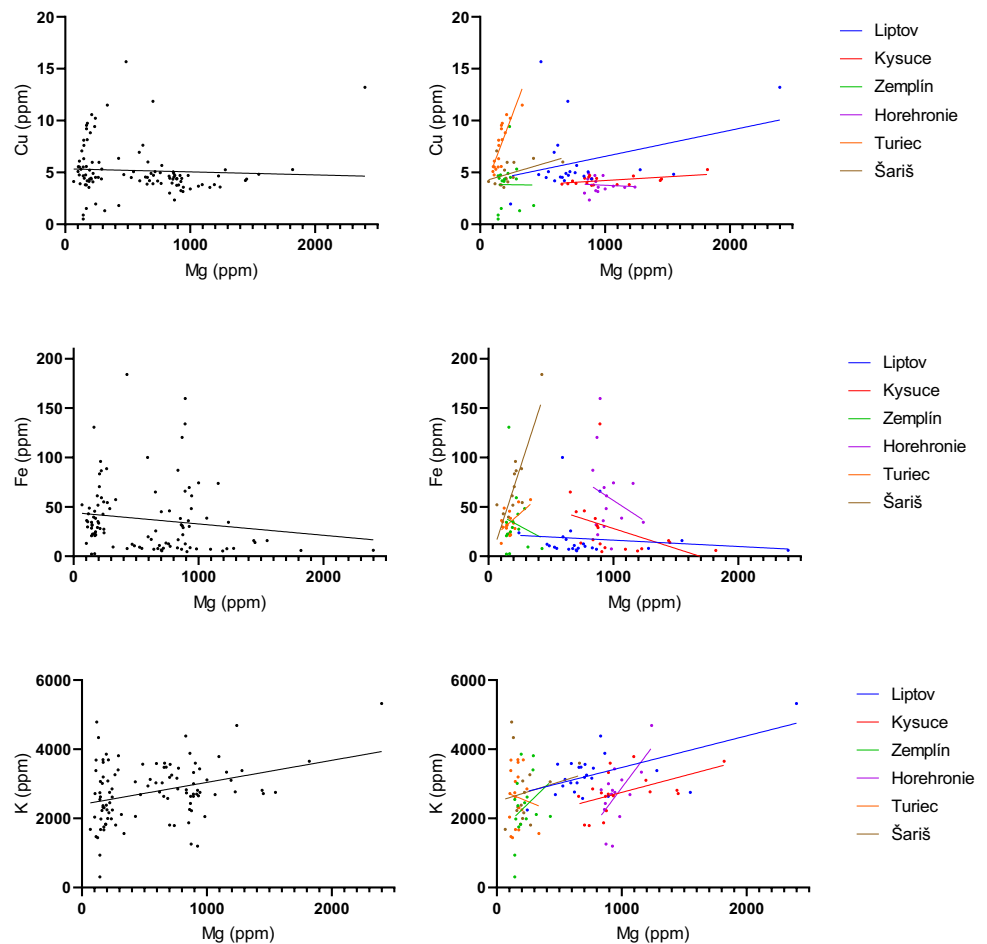 20
15
10
5
0
Cu (ppm)
0 1000 2000
Mg (ppm)
20
15
10
5
0
Cu (ppm)
0 1000 2000
Mg (ppm)
Liptov
Kysuce
Zemplín
Horehronie
Turiec
Šariš
200
150
100
50
0
Fe (ppm)
0 1000 2000
Mg (ppm)
200
150
100
50
0
Fe (ppm)
0 1000 2000
Mg (ppm)
Liptov
Kysuce
Zemplín
Horehronie
Turiec
Šariš
6000
4000
2000
0
K (ppm)
0 1000 2000
Mg (ppm)
6000
4000
2000
0
K (ppm)
0 1000 2000
Mg (ppm)
Liptov
Kysuce
Zemplín
Horehronie
Turiec
Šariš